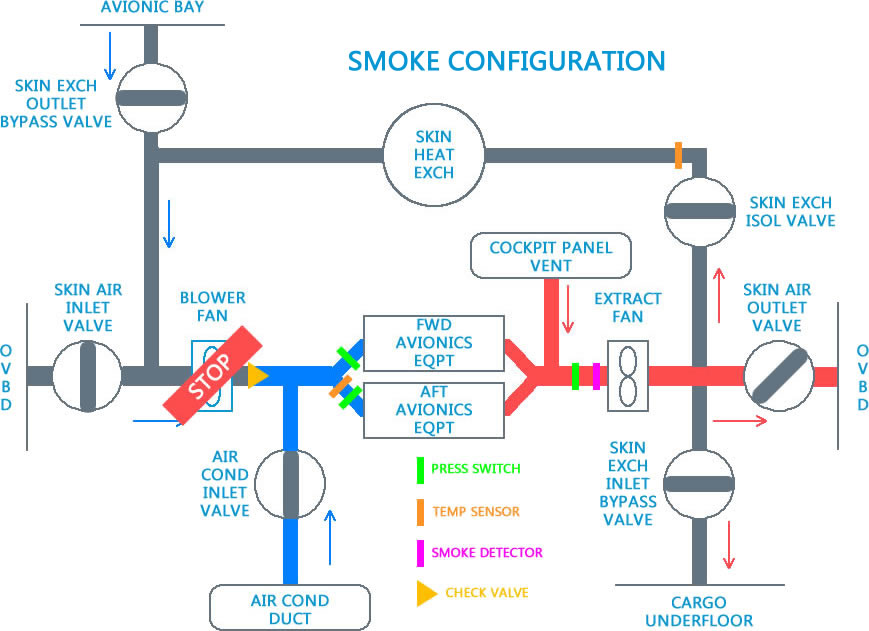 AVIONIC BAY
SMOKE CONFIGURATION
SKIN EXCH
OUTLET
BYPASS VALVE
SKIN
HEAT
EXCH
SKIN EXCH
ISOL VALVE
COCKPIT PANEL
VENT
SKIN AIR
INLET
VALVE
BLOWER
FAN
EXTRACT
FAN
SKIN AIR
OUTLET
VALVE
FWD
AVIONICS
EQPT
O
V
B
D
STOP
O
V
B
D
AFT
AVIONICS
EQPT
AIR
COND
INLET
VALVE
SKIN
EXCH
INLET
BYPASS
VALVE
PRESS SWITCH
TEMP SENSOR
SMOKE DETECTOR
CHECK VALVE
AIR COND
DUCT
CARGO
UNDERFLOOR